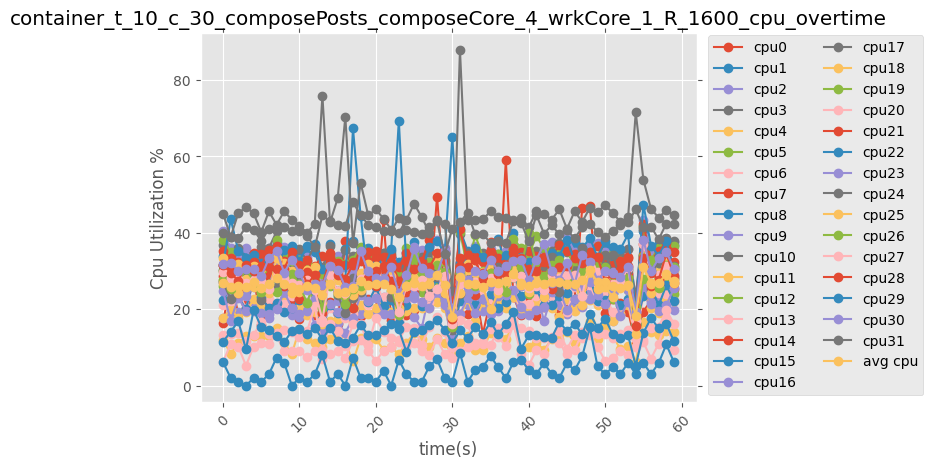 container_t_10_c_30_composePosts_composeCore_4_wrkCore_1_R_1600_cpu_overtime
Cpu Utilization %
80
60
40
20
0
0
10
20
30
40
50
60
time(s)
cpu0
cpu1
cpu2
cpu3
cpu4
cpu5
cpu6
cpu7
cpu8
cpu9
cpu10
cpu11
cpu12
cpu13
cpu14
cpu15
cpu16
cpu17
cpu18
cpu19
cpu20
cpu21
cpu22
cpu23
cpu24
cpu25
cpu26
cpu27
cpu28
cpu29
cpu30
cpu31
avg cpu